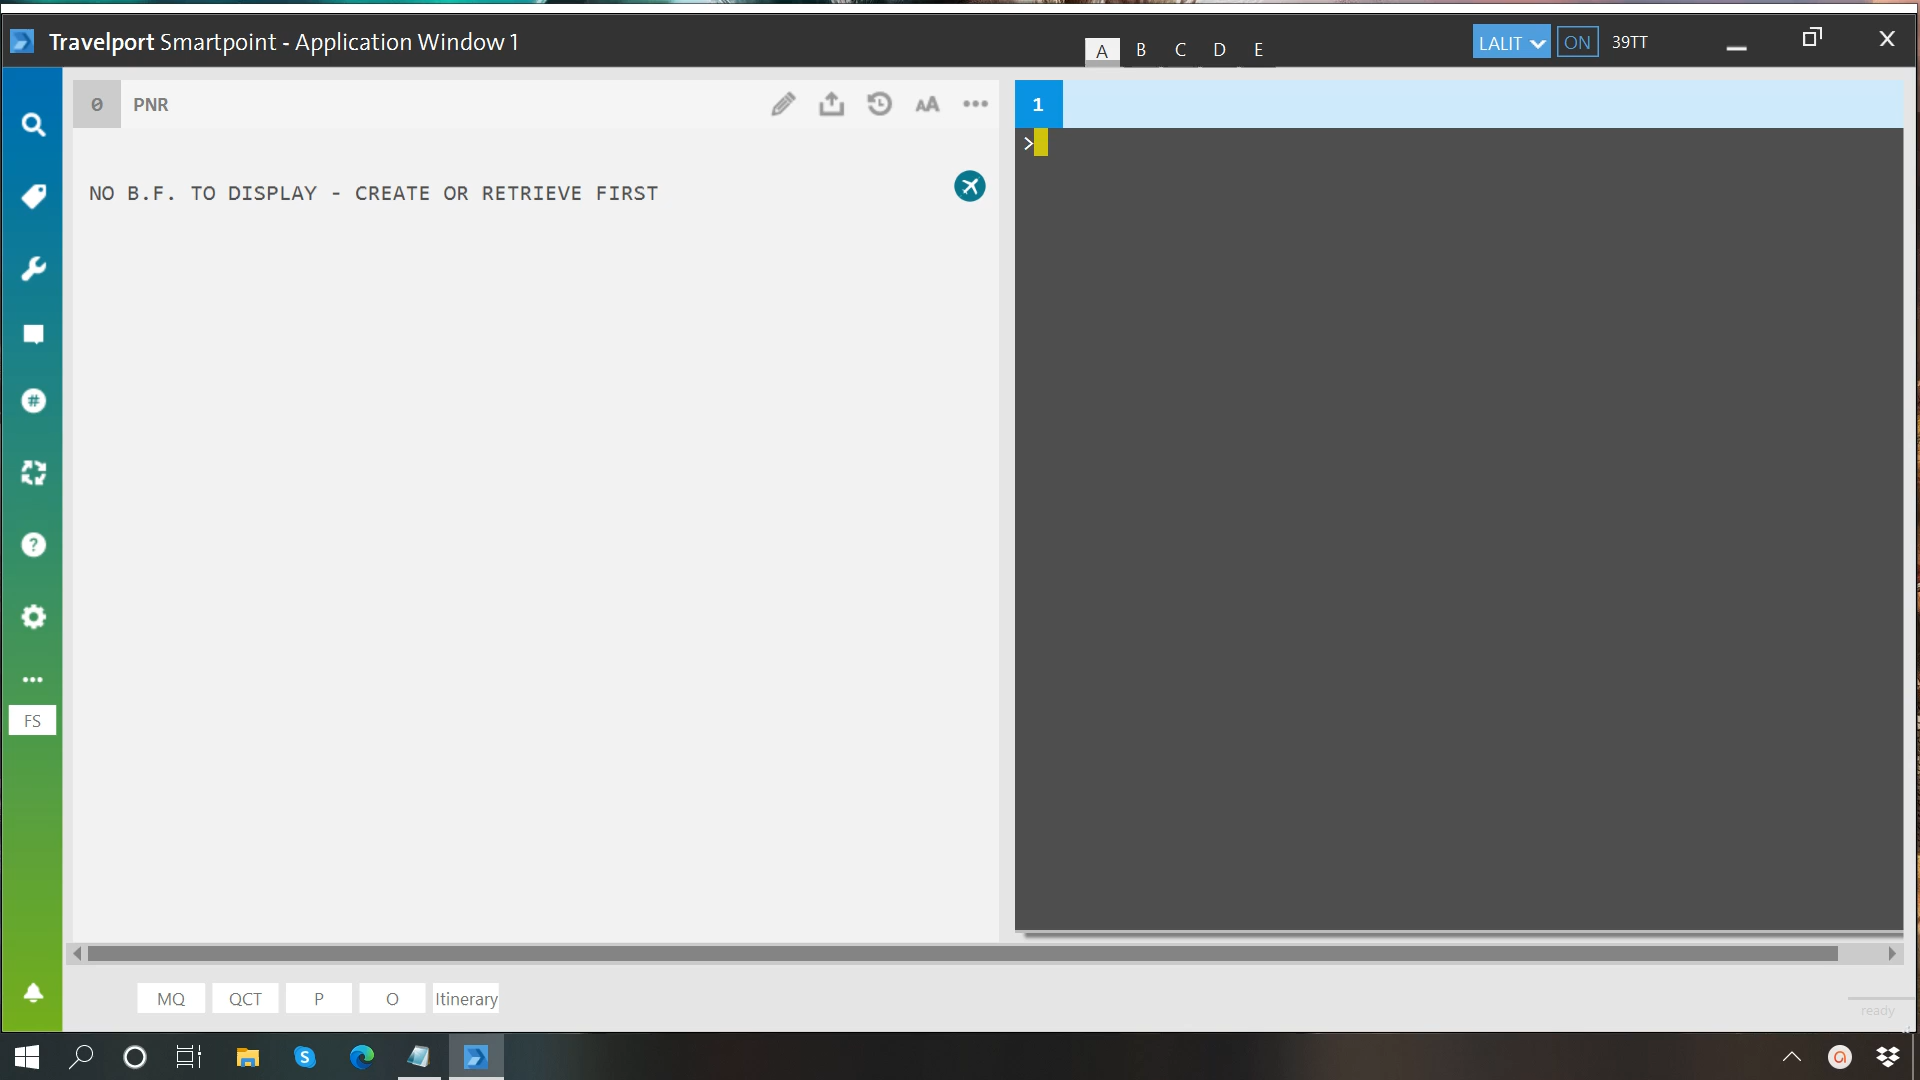 Travelport Smartpoint - Application Window 1
A B C D E
LALIT ON 39TT
0 PNR
AA
1
NO B.F. TO DISPLAY - CREATE OR RETRIEVE FIRST
>
#
?
FS
MQ QCT P O Itinerary
ready